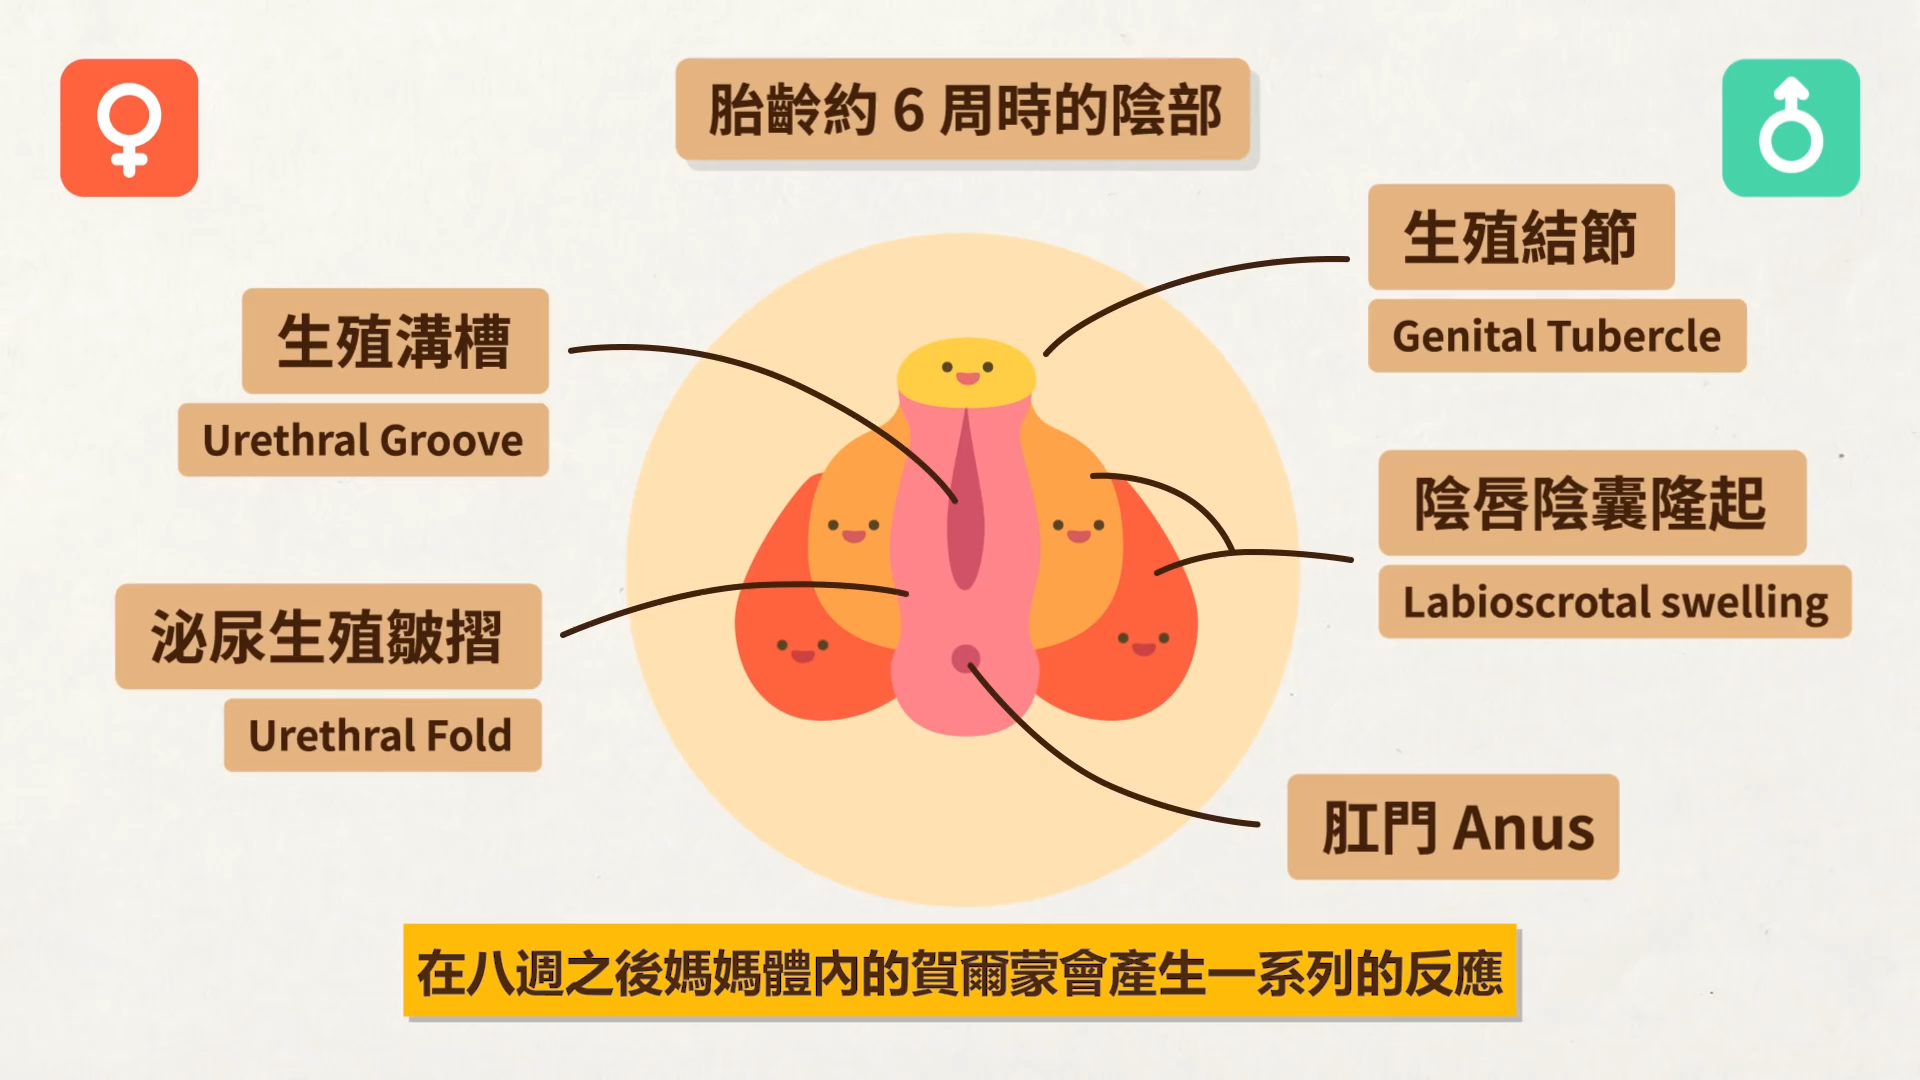 胎齡約 6 周時的陰部
生殖結節
Genital Tubercle
生殖溝槽
Urethral Groove
陰唇陰囊隆起
Labioscrotal swelling
泌尿生殖皺摺
Urethral Fold
肛門 Anus
在八週之後媽媽體內的賀爾蒙會產生一系列的反應